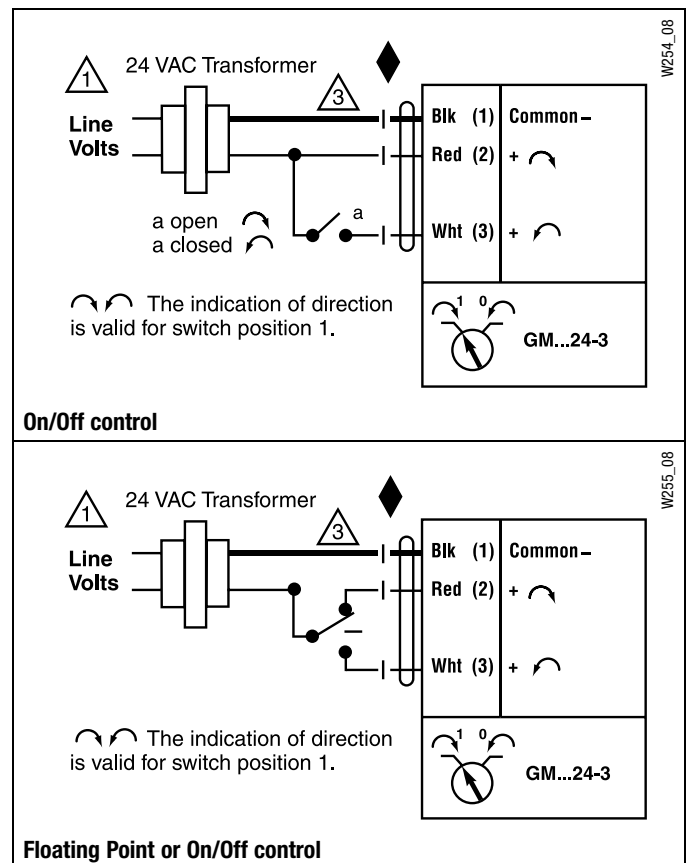 W254_08
1 24 VAC Transformer
3
Line
Volts
Blk (1) Common –
Red (2) +
a
a open
a closed
Wht (3) +
The indication of direction
is valid for switch position 1.
1 0
GM...24-3
On/Off control
W255_08
1 24 VAC Transformer
3
Line
Volts
Blk (1) Common –
Red (2) +
Wht (3) +
The indication of direction
is valid for switch position 1.
1 0
GM...24-3
Floating Point or On/Off control